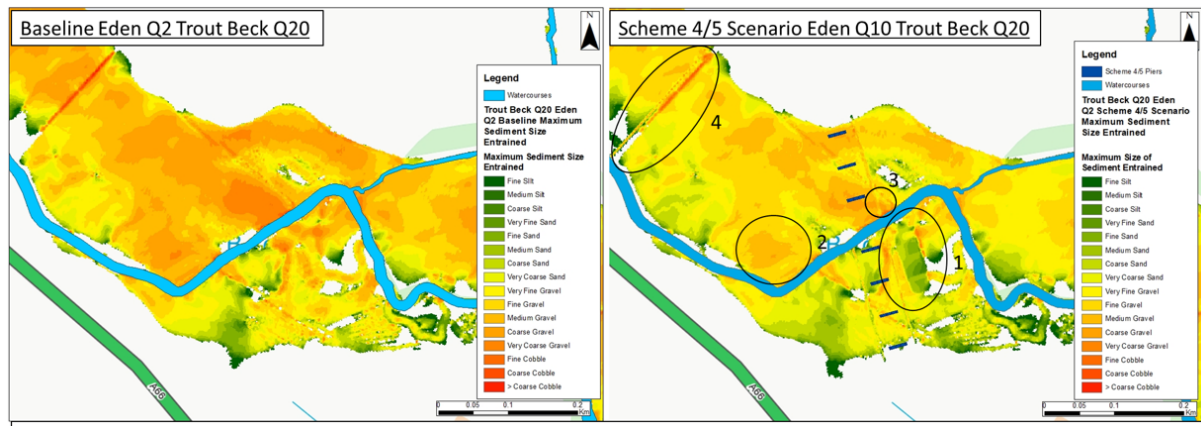 Baseline Eden Q2 Trout Beck Q20
N
Legend
Watercourses
Trout Beck Q20 Eden
Q2 Baseline Maximum
Sediment Size
Entrained
Maximum Sediment Size
Entrained
Fine Silt
Medium Silt
Coarse Silt
Very Fine Sand
Fine Sand
Medium Sand
Coarse Sand
Very Coarse Sand
Very Fine Gravel
Fine Gravel
Medium Gravel
Coarse Gravel
Very Coarse Gravel
Fine Cobble
Coarse Cobble
> Coarse Cobble
A66
0 0.05 0.1 0.2
Km
Scheme 4/5 Scenario Eden Q10 Trout Beck Q20
N
Legend
Scheme 4/5 Piers
Watercourses
Trout Beck Q20 Eden
Q2 Scheme 4/5 Scenario
Maximum Sediment
Size Entrained
Maximum Size of
Sediment Entrained
Fine Silt
Medium Silt
Coarse Silt
Very Fine Sand
Fine Sand
Medium Sand
Coarse Sand
Very Coarse Sand
Very Fine Gravel
Fine Gravel
Medium Gravel
Coarse Gravel
Very Coarse Gravel
Fine Cobble
Coarse Cobble
> Coarse Cobble
4
3
2
1
A66
0 0.05 0.1 0.2
Km